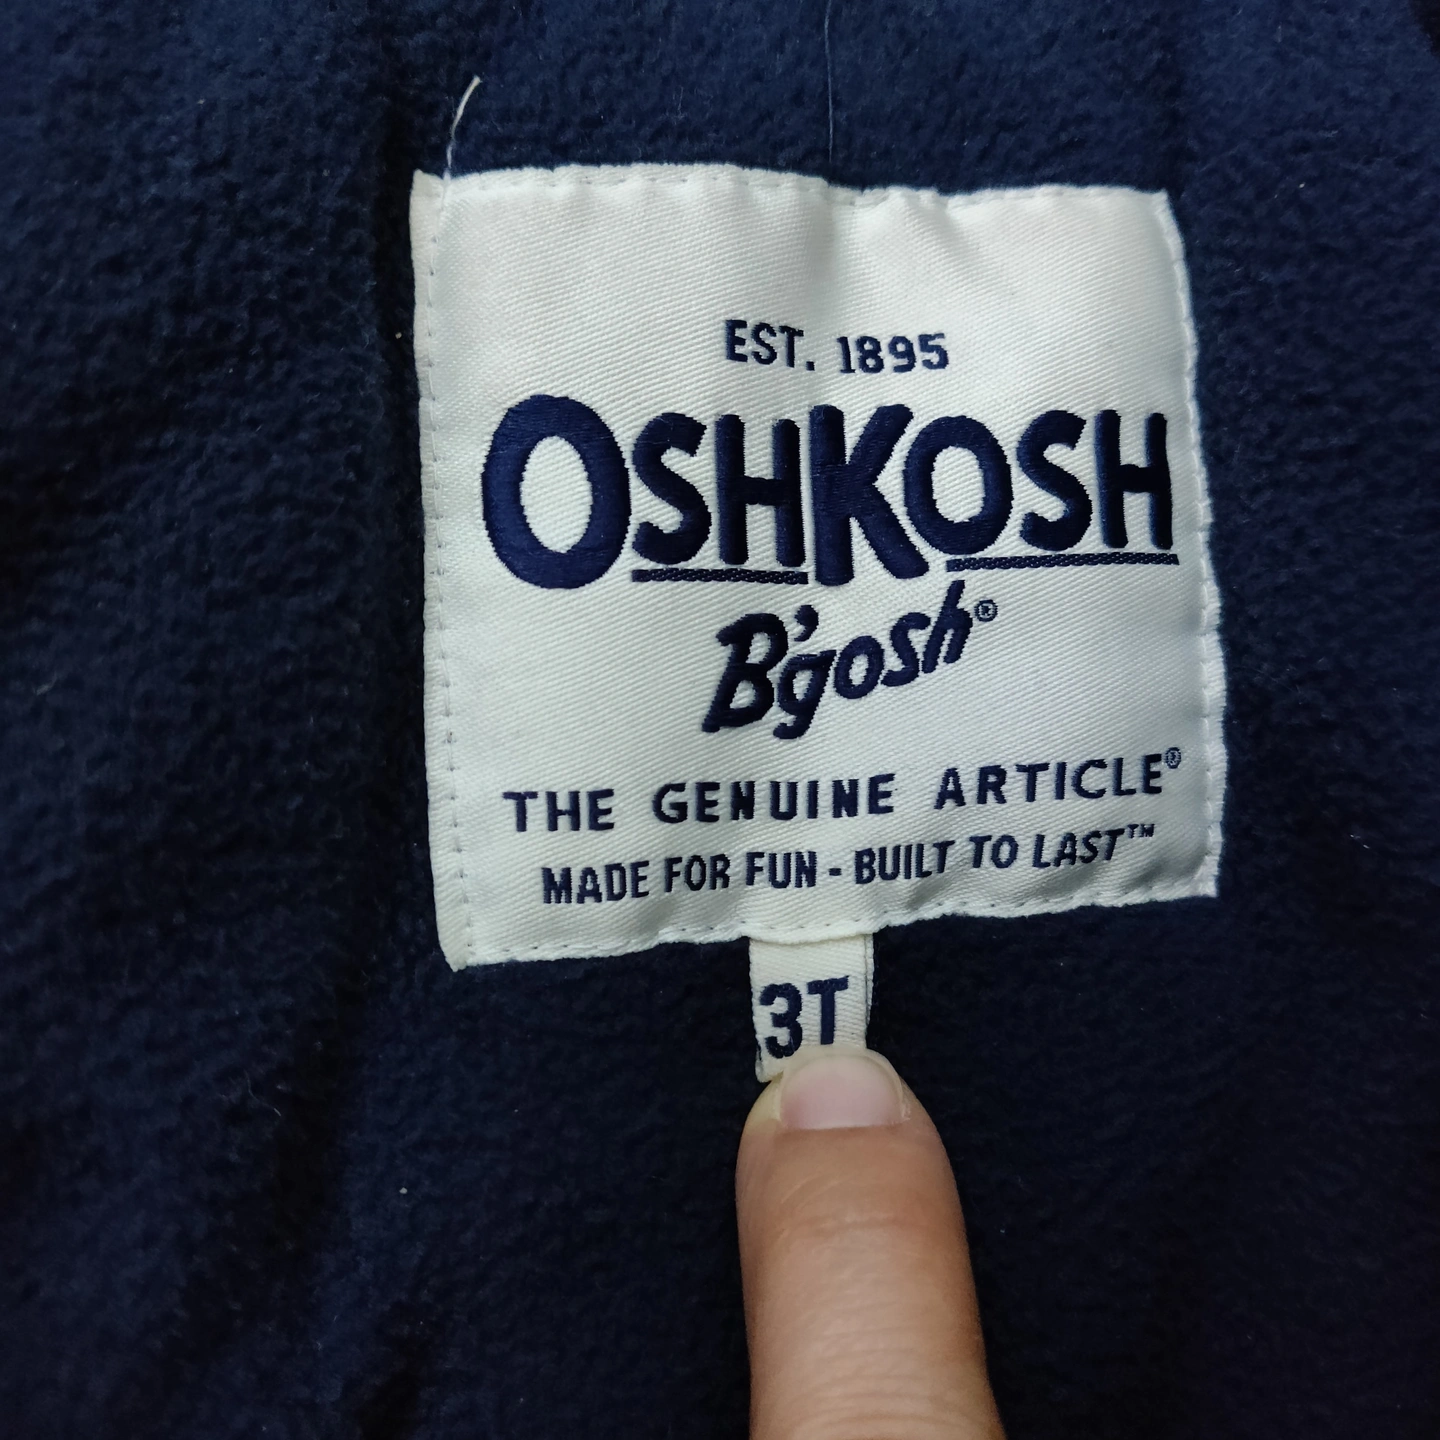 EST. 1895
OSHKOSH
B'gosh®
THE GENUINE ARTICLE®
MADE FOR FUN - BUILT TO LAST™
3T